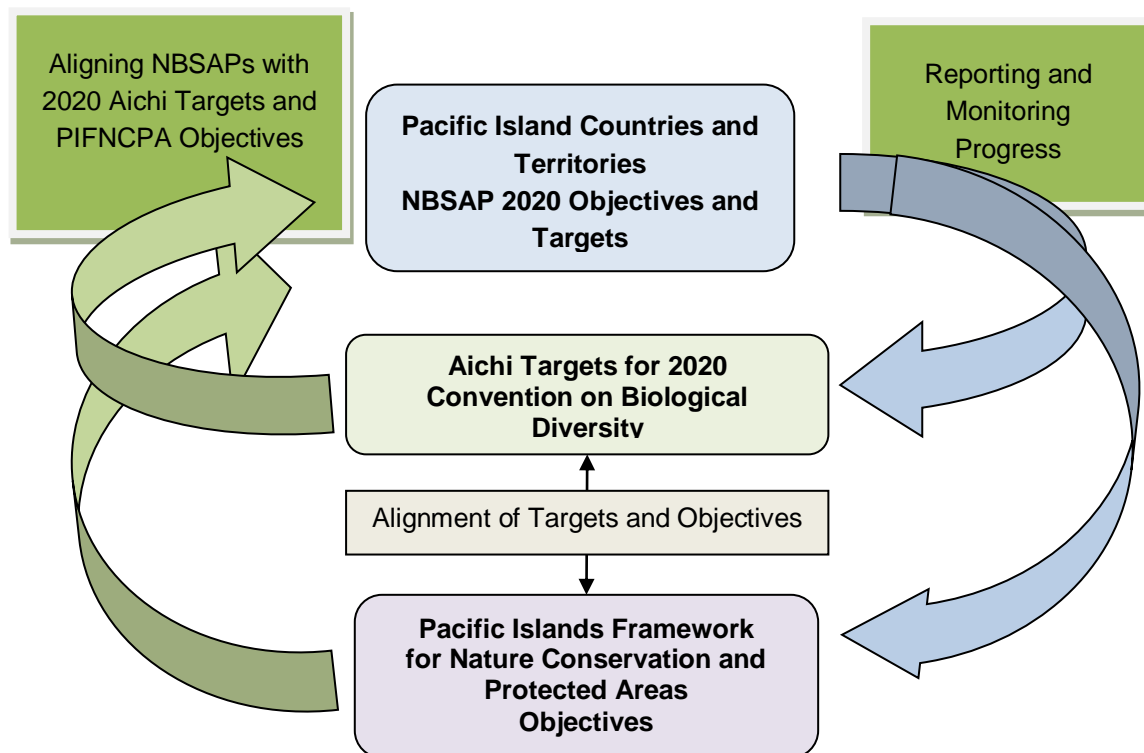 Aligning NBSAPs with
2020 Aichi Targets and
PIFNCPA Objectives
Pacific Island Countries and
Territories
NBSAP 2020 Objectives and
Targets
Reporting and
Monitoring
Progress
Aichi Targets for 2020
Convention on Biological
Diversity
Alignment of Targets and Objectives
Pacific Islands Framework
for Nature Conservation and
Protected Areas
Objectives